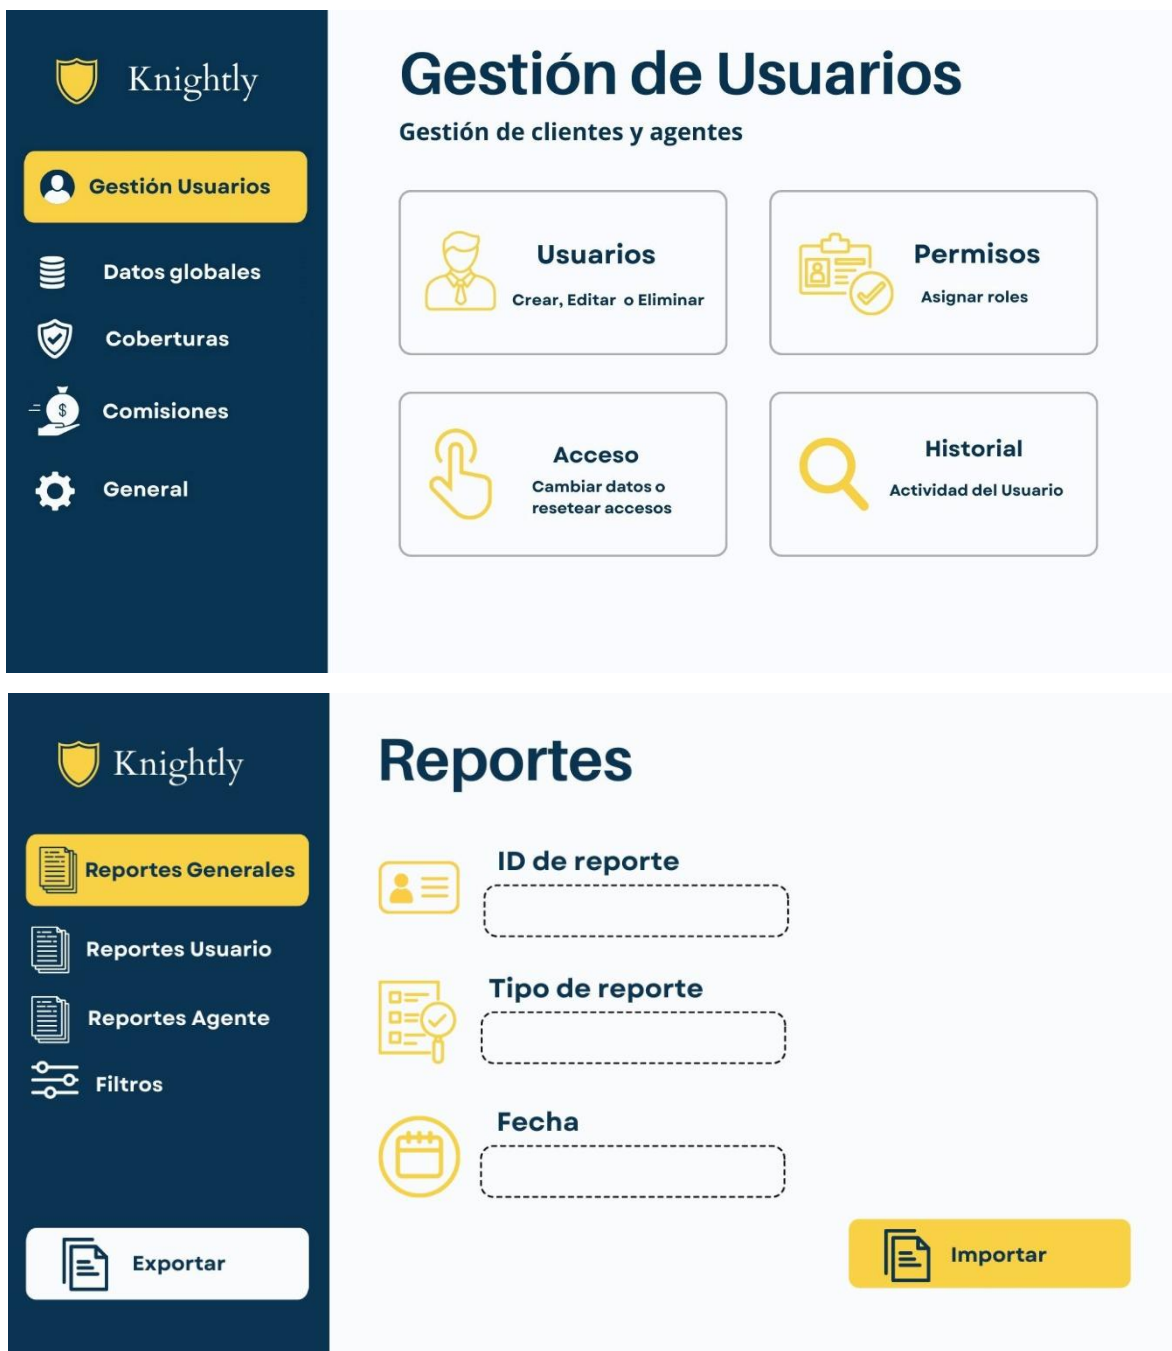 Knightly
Gestión Usuarios
Datos globales
Coberturas
$
Comisiones
General
Gestión de Usuarios
Gestión de clientes y agentes
Usuarios
Crear, Editar o Eliminar
Permisos
Asignar roles
Acceso
Cambiar datos o
resetear accesos
Historial
Actividad del Usuario
Knightly
Reportes Generales
Reportes Usuario
Reportes Agente
Filtros
Exportar
Reportes
ID de reporte
Tipo de reporte
Fecha
Importar